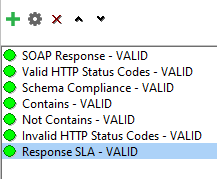 SOAP Response - VALID
Valid HTTP Status Codes - VALID
Schema Compliance - VALID
Contains - VALID
Not Contains - VALID
Invalid HTTP Status Codes - VALID
Response SLA - VALID